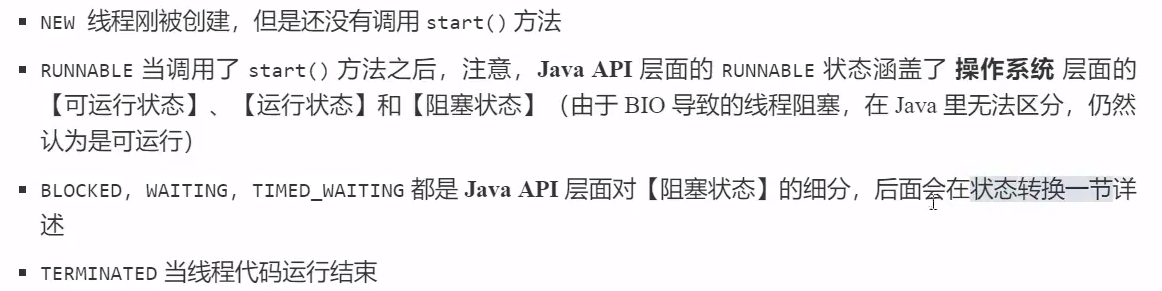 NEW 线程刚被创建，但是还没有调用 start() 方法
RUNNABLE 当调用了 start() 方法之后，注意，Java API 层面的 RUNNABLE 状态涵盖了 操作系统 层面的
【可运行状态】、【运行状态】和【阻塞状态】（由于 BIO 导致的线程阻塞，在 Java 里无法区分，仍然
认为是可运行）
BLOCKED，WAITING，TIMED_WAITING 都是 Java API 层面对【阻塞状态】的细分，后面会在状态转换一节详
述
TERMINATED 当线程代码运行结束